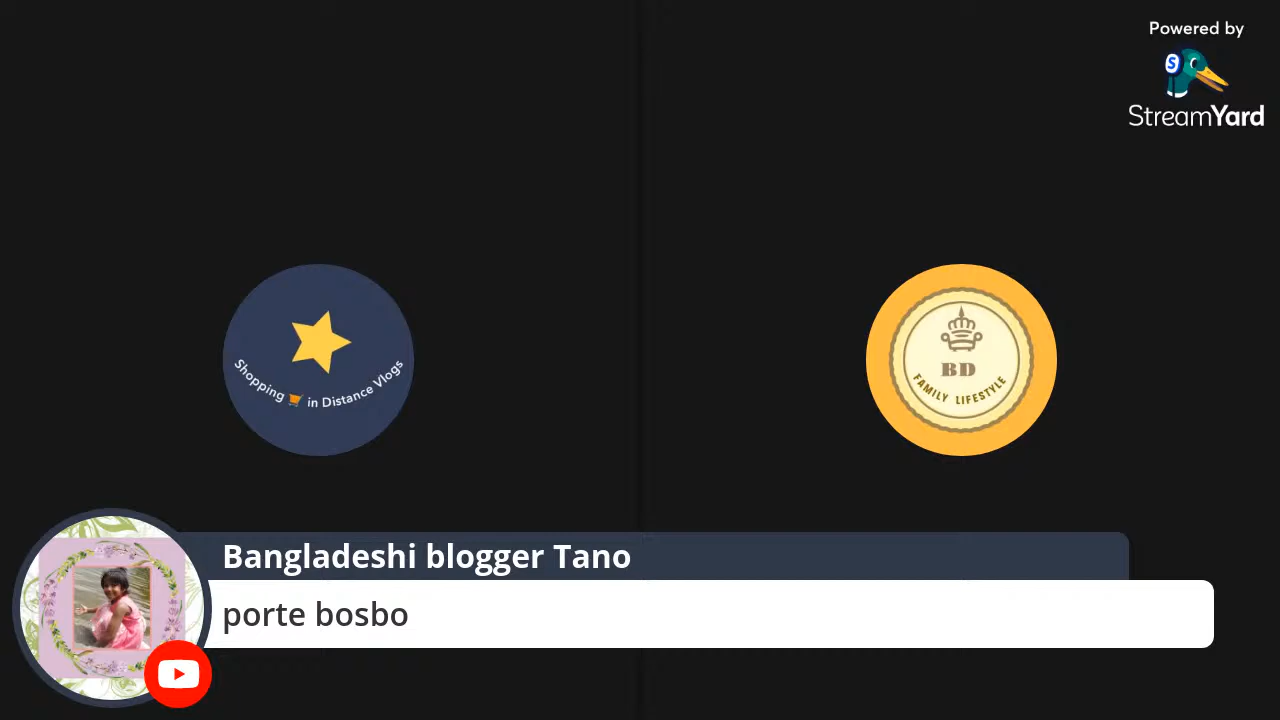 Powered by
S
StreamYard
Shopping 🛒 in Distance Vlogs
BD
FAMILY LIFESTYLE
Bangladeshi blogger Tano
porte bosbo